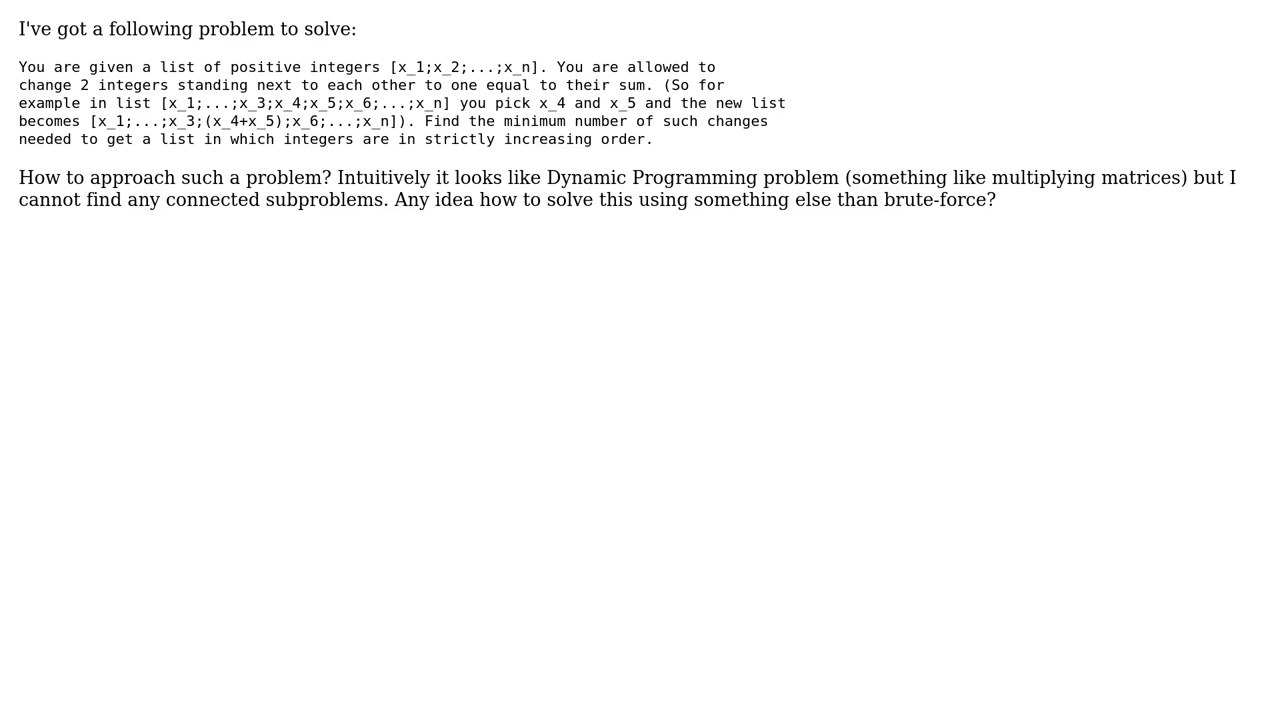 I've got a following problem to solve:
You are given a list of positive integers [x_1;x_2;...;x_n]. You are allowed to
change 2 integers standing next to each other to one equal to their sum. (So for
example in list [x_1;...;x_3;x_4;x_5;x_6;...;x_n] you pick x_4 and x_5 and the new list
becomes [x_1;...;x_3;(x_4+x_5);x_6;...;x_n]). Find the minimum number of such changes
needed to get a list in which integers are in strictly increasing order.
How to approach such a problem? Intuitively it looks like Dynamic Programming problem (something like multiplying matrices) but I
cannot find any connected subproblems. Any idea how to solve this using something else than brute-force?